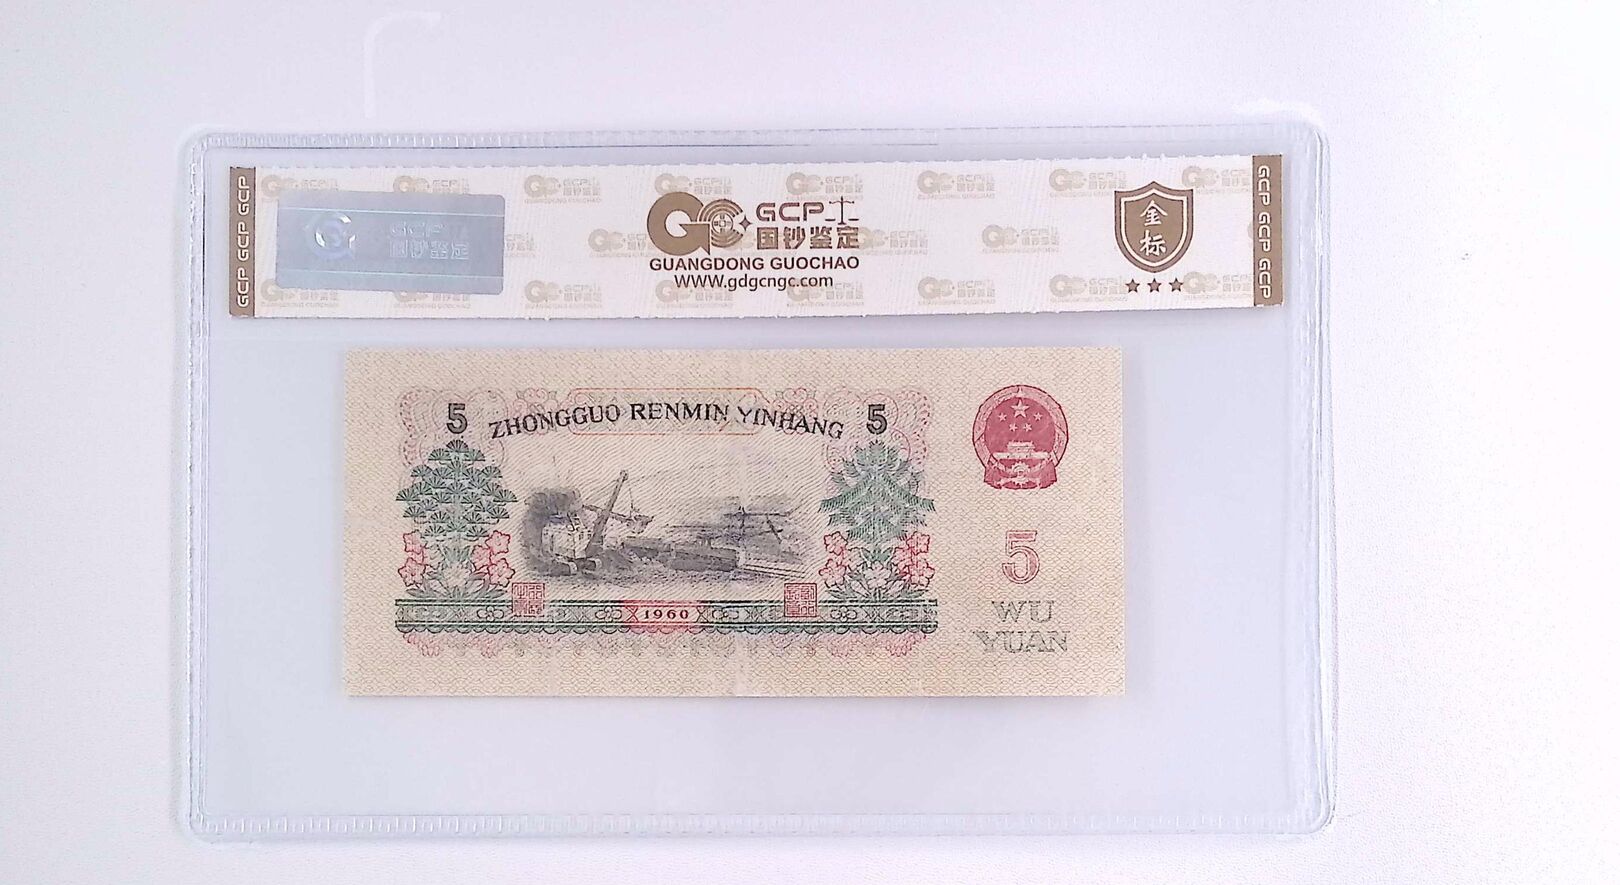 GCP GCP GCP
GCP
国钞鉴定
GCP
国钞鉴定
GUANGDONG GUOCHAO
WWW.gdgcngc.com
金
标
GCP GCP GCP
5 ZHONGGUO RENMIN YINHANG 5
5
1960
WU
YUAN